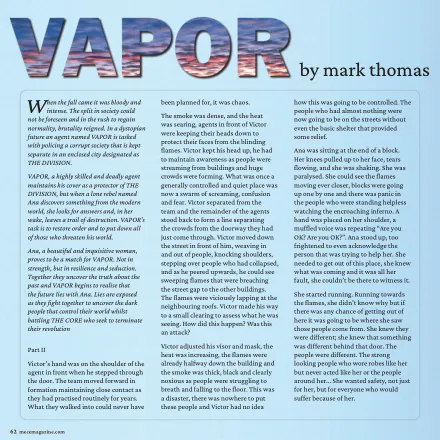 VAPOR
by mark thomas
When the fall came it was bloody and
intense. The split in society could
not be foreseen and in the rush to regain
normality, brutality reigned. In a dystopian
future an agent named VAPOR is tasked
with policing a corrupt society that is kept
separate in an enclosed city designated as
THE DIVISION.
VAPOR, a highly skilled and deadly agent
maintains his cover as a protector of THE
DIVISION, but when a lone rebel named
Ana discovers something from the modern
world, she looks for answers and, in her
wake, leaves a trail of destruction. VAPOR's
task is to restore order and to put down all
of those who threaten his world.
Ana, a beautiful and inquisitive woman,
proves to be a match for VAPOR. Not in
strength, but in resilience and seduction.
Together they uncover the truth about the
past and VAPOR begins to realise that
the future lies with Ana. Lies are exposed
as they fight together to uncover the dark
people that control their world whilst
battling THE CORE who seek to terminate
their revolution
Part II
Victor's hand was on the shoulder of the
agent in front when he stepped through
the door. The team moved forward in
formation maintaining close contact as
they had practised routinely for years.
What they walked into could never have
been planned for, it was chaos.
The smoke was dense, and the heat
was searing, agents in front of Victor
were keeping their heads down to
protect their faces from the blinding
flames. Victor kept his head up, he had
to maintain awareness as people were
streaming from buildings and huge
crowds were forming. What was once a
generally controlled and quiet place was
now a swarm of screaming, confusion
and fear. Victor separated from the
team and the remainder of the agents
stood back to form a line separating
the crowds from the doorway they had
just come through. Victor moved down
the street in front of him, weaving in
and out of people, knocking shoulders,
stepping over people who had collapsed,
and as he peered upwards, he could see
sweeping flames that were breaching
the street gap to the other buildings.
The flames were viciously lapping at the
neighbouring roofs. Victor made his way
to a small clearing to assess what he was
seeing. How did this happen? Was this
an attack?
Victor adjusted his visor and mask, the
heat was increasing, the flames were
already halfway down the building and
the smoke was thick, black and clearly
noxious as people were struggling to
breath and falling to the floor. This was
a disaster, there was nowhere to put
these people and Victor had no idea
how this was going to be controlled. The
people who had almost nothing were
now going to be on the streets without
even the basic shelter that provided
some relief.
Ana was sitting at the end of a block.
Her knees pulled up to her face, tears
flowing, and she was shaking. She was
paralysed. She could see the flames
moving ever closer, blocks were going
up one by one and there was panic in
the people who were standing helpless
watching the encroaching inferno. A
hand was placed on her shoulder, a
muffled voice was repeating "Are you
OK? Are you OK?". Ana stood up, too
frightened to even acknowledge the
person that was trying to help her. She
needed to get out of this place, she knew
what was coming and it was all her
fault, she couldn't be there to witness it.
She started running. Running towards
the flames, she didn't know why but if
there was any chance of getting out of
here it was going to be where she saw
those people come from. She knew they
were different; she knew that something
was different behind that door. The
people were different. The strong
looking people who wore robes like her
but never acted like her or the people
around her... She wanted safety, not just
for her, but for everyone who would
suffer because of her.
62 mocomagazine.com